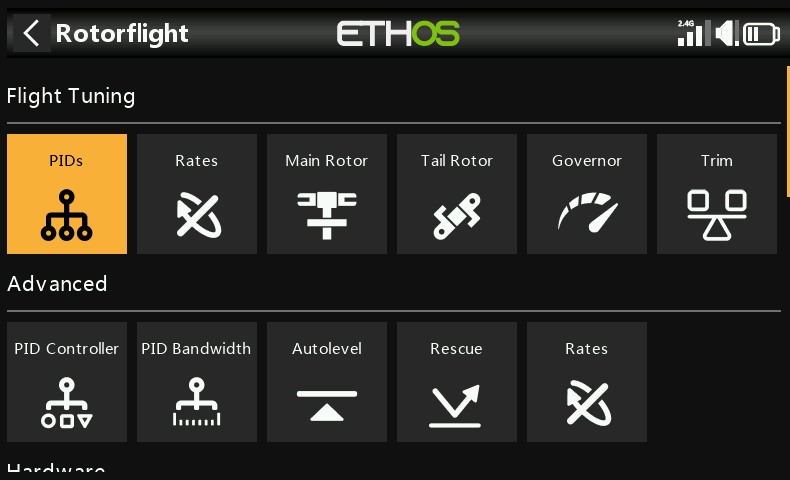 Rotorflight
ETHOS
2.4G
Flight Tuning
PIDs
Rates
Main Rotor
Tail Rotor
Governor
Trim
Advanced
PID Controller
PID Bandwidth
Autolevel
Rescue
Rates
Hardware